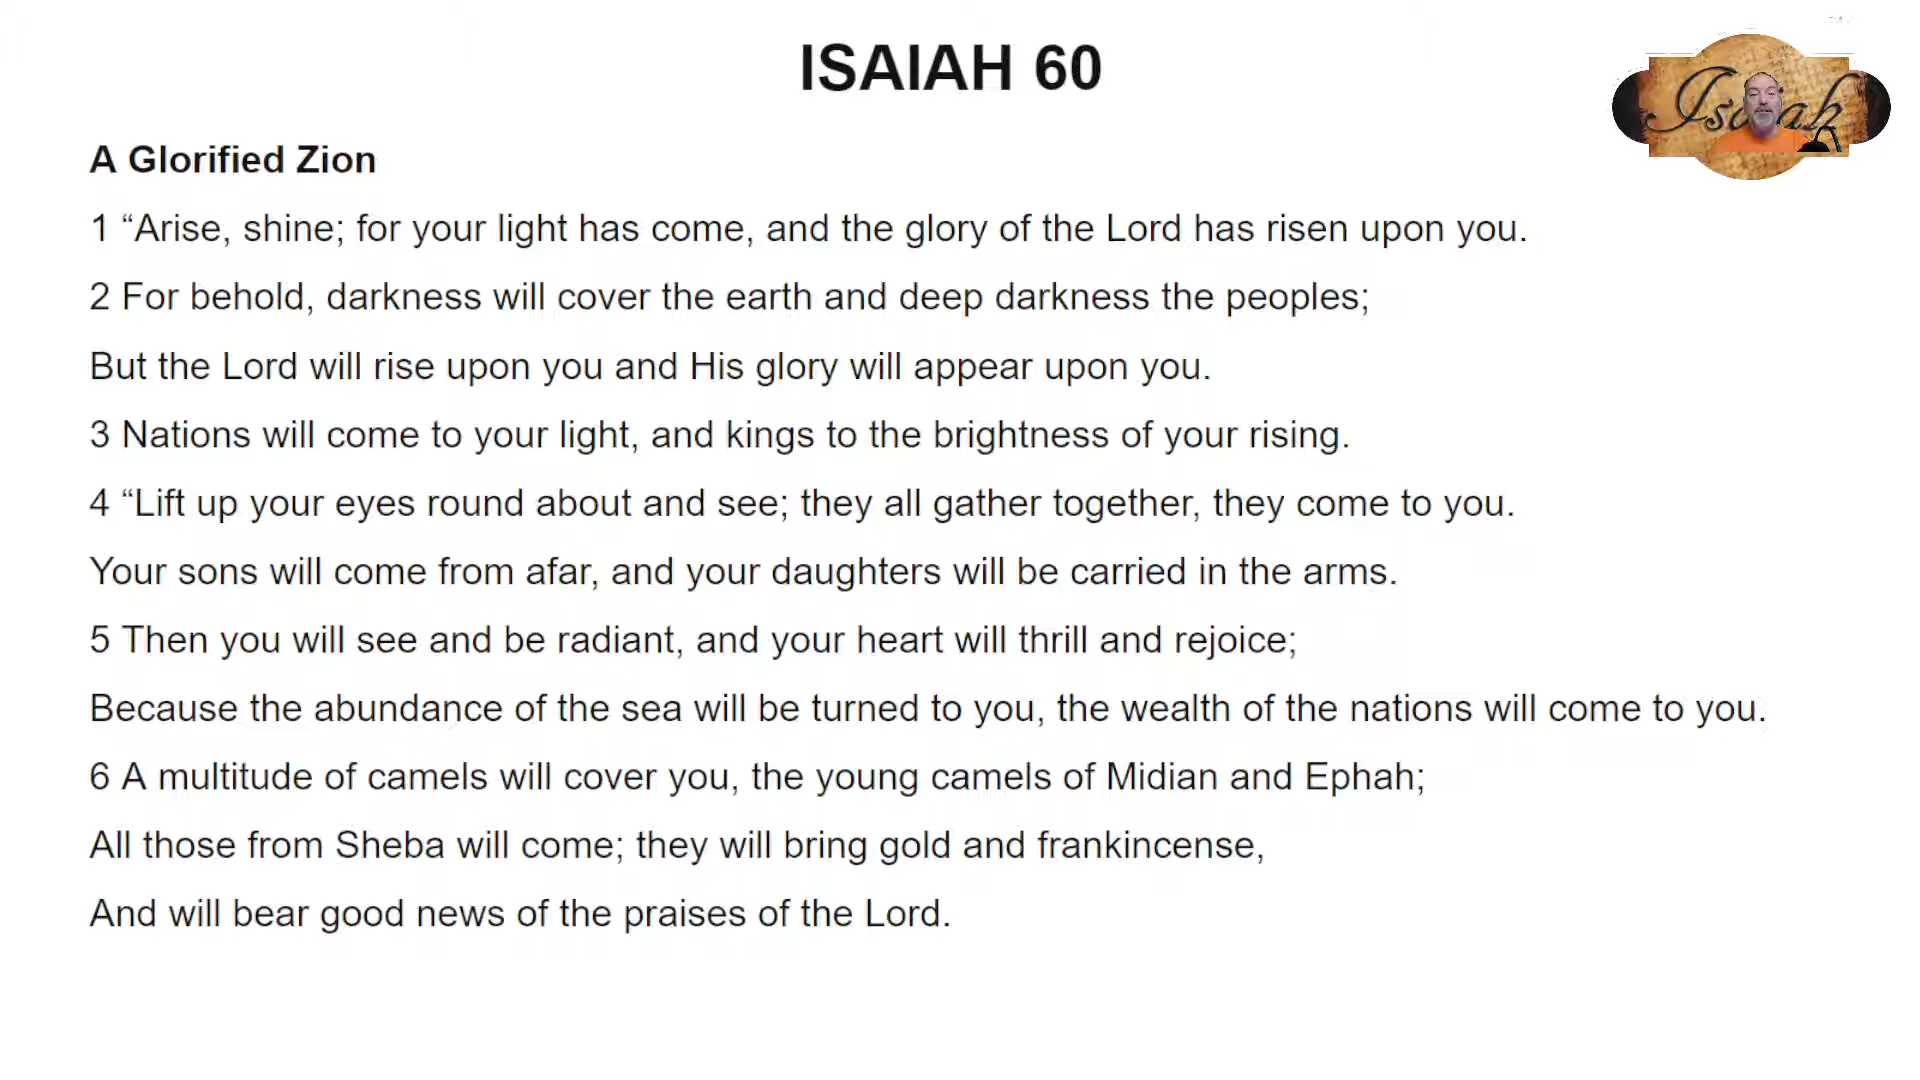 ISAIAH 60
Isaiah
A Glorified Zion
1 “Arise, shine; for your light has come, and the glory of the Lord has risen upon you.
2 For behold, darkness will cover the earth and deep darkness the peoples;
But the Lord will rise upon you and His glory will appear upon you.
3 Nations will come to your light, and kings to the brightness of your rising.
4 “Lift up your eyes round about and see; they all gather together, they come to you.
Your sons will come from afar, and your daughters will be carried in the arms.
5 Then you will see and be radiant, and your heart will thrill and rejoice;
Because the abundance of the sea will be turned to you, the wealth of the nations will come to you.
6 A multitude of camels will cover you, the young camels of Midian and Ephah;
All those from Sheba will come; they will bring gold and frankincense,
And will bear good news of the praises of the Lord.